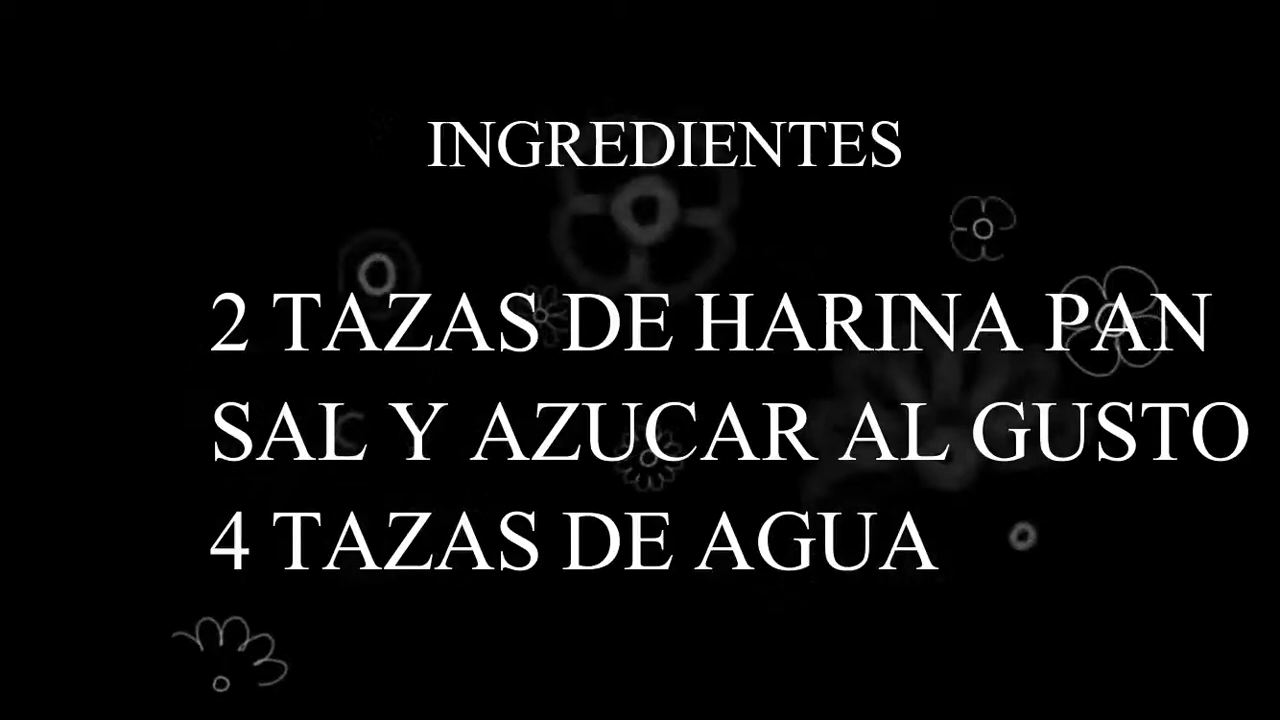 INGREDIENTES
2 TAZAS DE HARINA PAN
SAL Y AZUCAR AL GUSTO
4 TAZAS DE AGUA